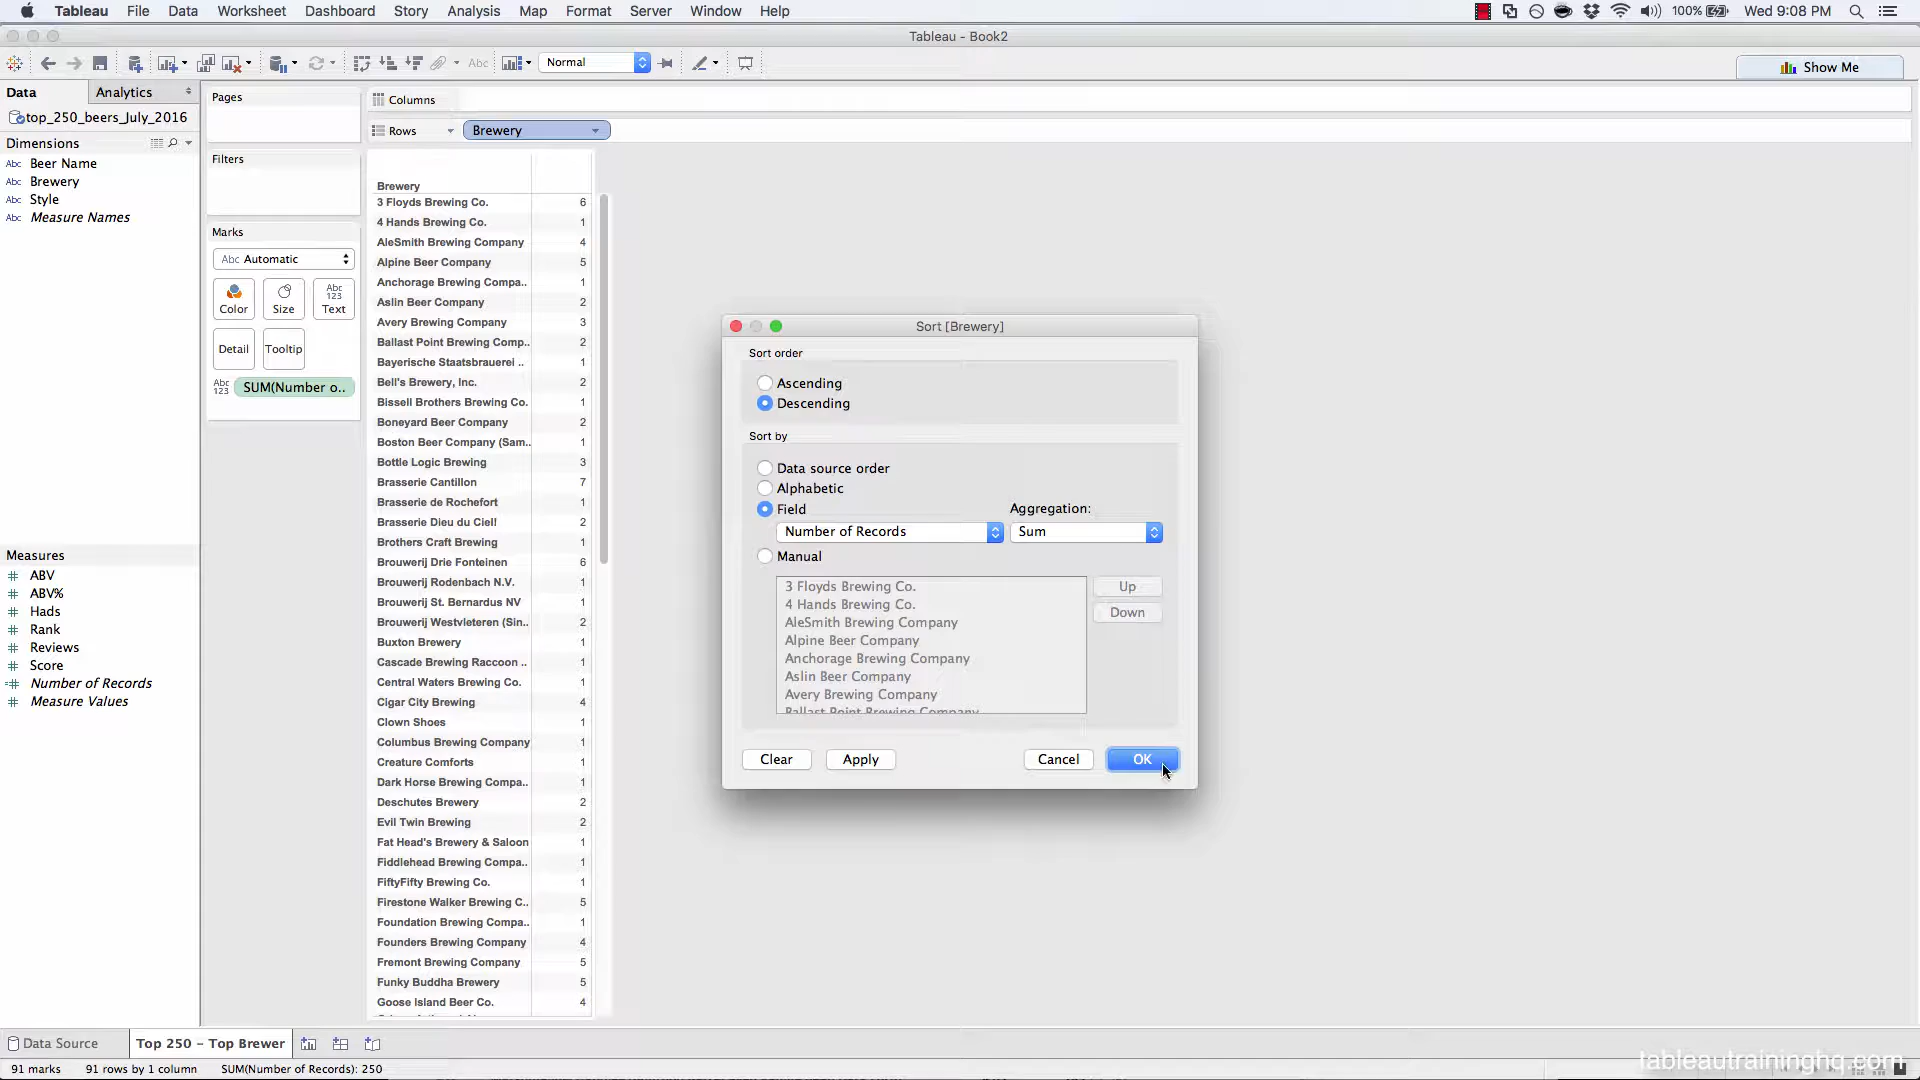 Tableau File Data Worksheet Dashboard Story Analysis Map Format Server Window Help 100% Wed 9:08 PM
Tableau - Book2
Abc Normal Show Me
Data Analytics
top_250_beers_July_2016
Dimensions
Abc Beer Name
Abc Brewery
Abc Style
Abc Measure Names
Measures
ABV
ABV%
Hads
Rank
Reviews
Score
Number of Records
Measure Values
Pages
Filters
Marks
Abc Automatic
Color Size Abc 123 Text
Detail Tooltip
Abc 123 SUM(Number o..
Columns
Rows Brewery
Brewery
3 Floyds Brewing Co. 6
4 Hands Brewing Co. 1
AleSmith Brewing Company 4
Alpine Beer Company 5
Anchorage Brewing Compa.. 1
Aslin Beer Company 2
Avery Brewing Company 3
Ballast Point Brewing Comp.. 2
Bayerische Staatsbrauerei .. 1
Bell's Brewery, Inc. 2
Bissell Brothers Brewing Co. 1
Boneyard Beer Company 2
Boston Beer Company (Sam.. 1
Bottle Logic Brewing 3
Brasserie Cantillon 7
Brasserie de Rochefort 1
Brasserie Dieu du Ciel! 2
Brothers Craft Brewing 1
Brouwerij Drie Fonteinen 6
Brouwerij Rodenbach N.V. 1
Brouwerij St. Bernardus NV 1
Brouwerij Westvleteren (Sin.. 2
Buxton Brewery 1
Cascade Brewing Raccoon .. 1
Central Waters Brewing Co. 1
Cigar City Brewing 4
Clown Shoes 1
Columbus Brewing Company 1
Creature Comforts 1
Dark Horse Brewing Compa.. 1
Deschutes Brewery 2
Evil Twin Brewing 2
Fat Head's Brewery & Saloon 1
Fiddlehead Brewing Compa.. 1
FiftyFifty Brewing Co. 1
Firestone Walker Brewing C.. 5
Foundation Brewing Compa.. 1
Founders Brewing Company 4
Fremont Brewing Company 5
Funky Buddha Brewery 5
Goose Island Beer Co. 4
Sort [Brewery]
Sort order
Ascending
Descending
Sort by
Data source order
Alphabetic
Field Aggregation:
Number of Records Sum
Manual
3 Floyds Brewing Co. Up
4 Hands Brewing Co. Down
AleSmith Brewing Company
Alpine Beer Company
Anchorage Brewing Company
Aslin Beer Company
Avery Brewing Company
Ballast Point Brewing Company
Clear Apply Cancel OK
Data Source Top 250 - Top Brewer
91 marks 91 rows by 1 column SUM(Number of Records): 250
tableautraininghq.com